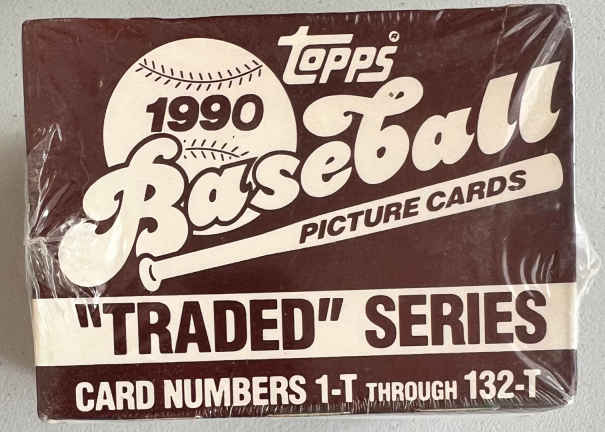 TOPPS®
1990
Baseball
PICTURE CARDS
"TRADED" SERIES
CARD NUMBERS 1-T THROUGH 132-T